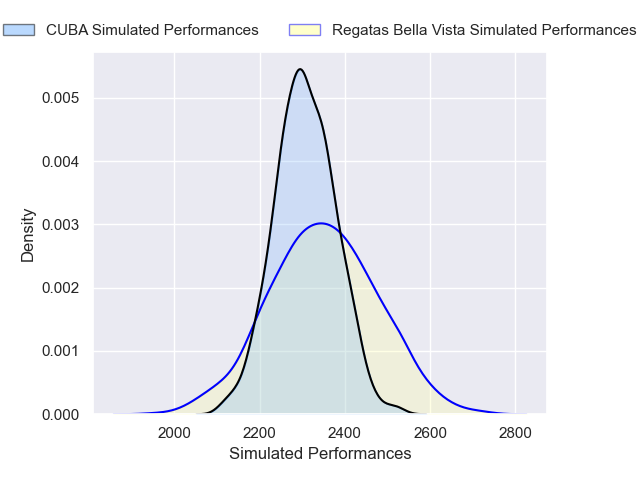 CUBA Simulated Performances
Regatas Bella Vista Simulated Performances
0.005
0.004
0.003
0.002
0.001
0.000
Density
2000 2200 2400 2600 2800
Simulated Performances